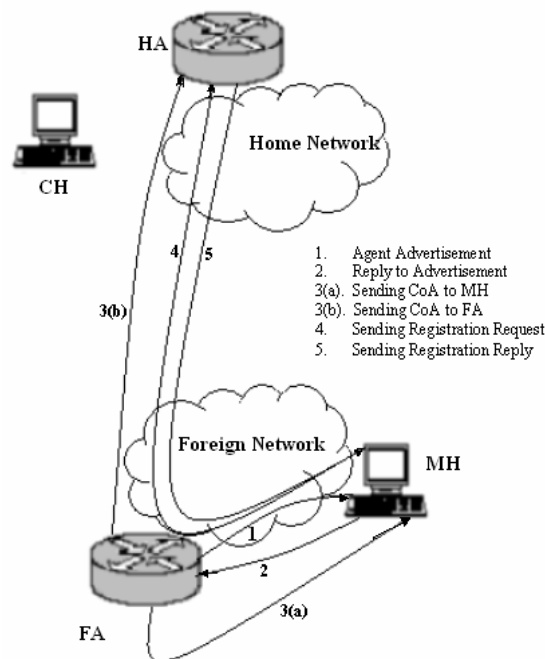 HA
Home Network
CH
4
5
1. Agent Advertisement
2. Reply to Advertisement
3(a). Sending CoA to MH
3(b). Sending CoA to FA
4. Sending Registration Request
5. Sending Registration Reply
3(b)
Foreign Network
MH
1
2
3(a)
FA